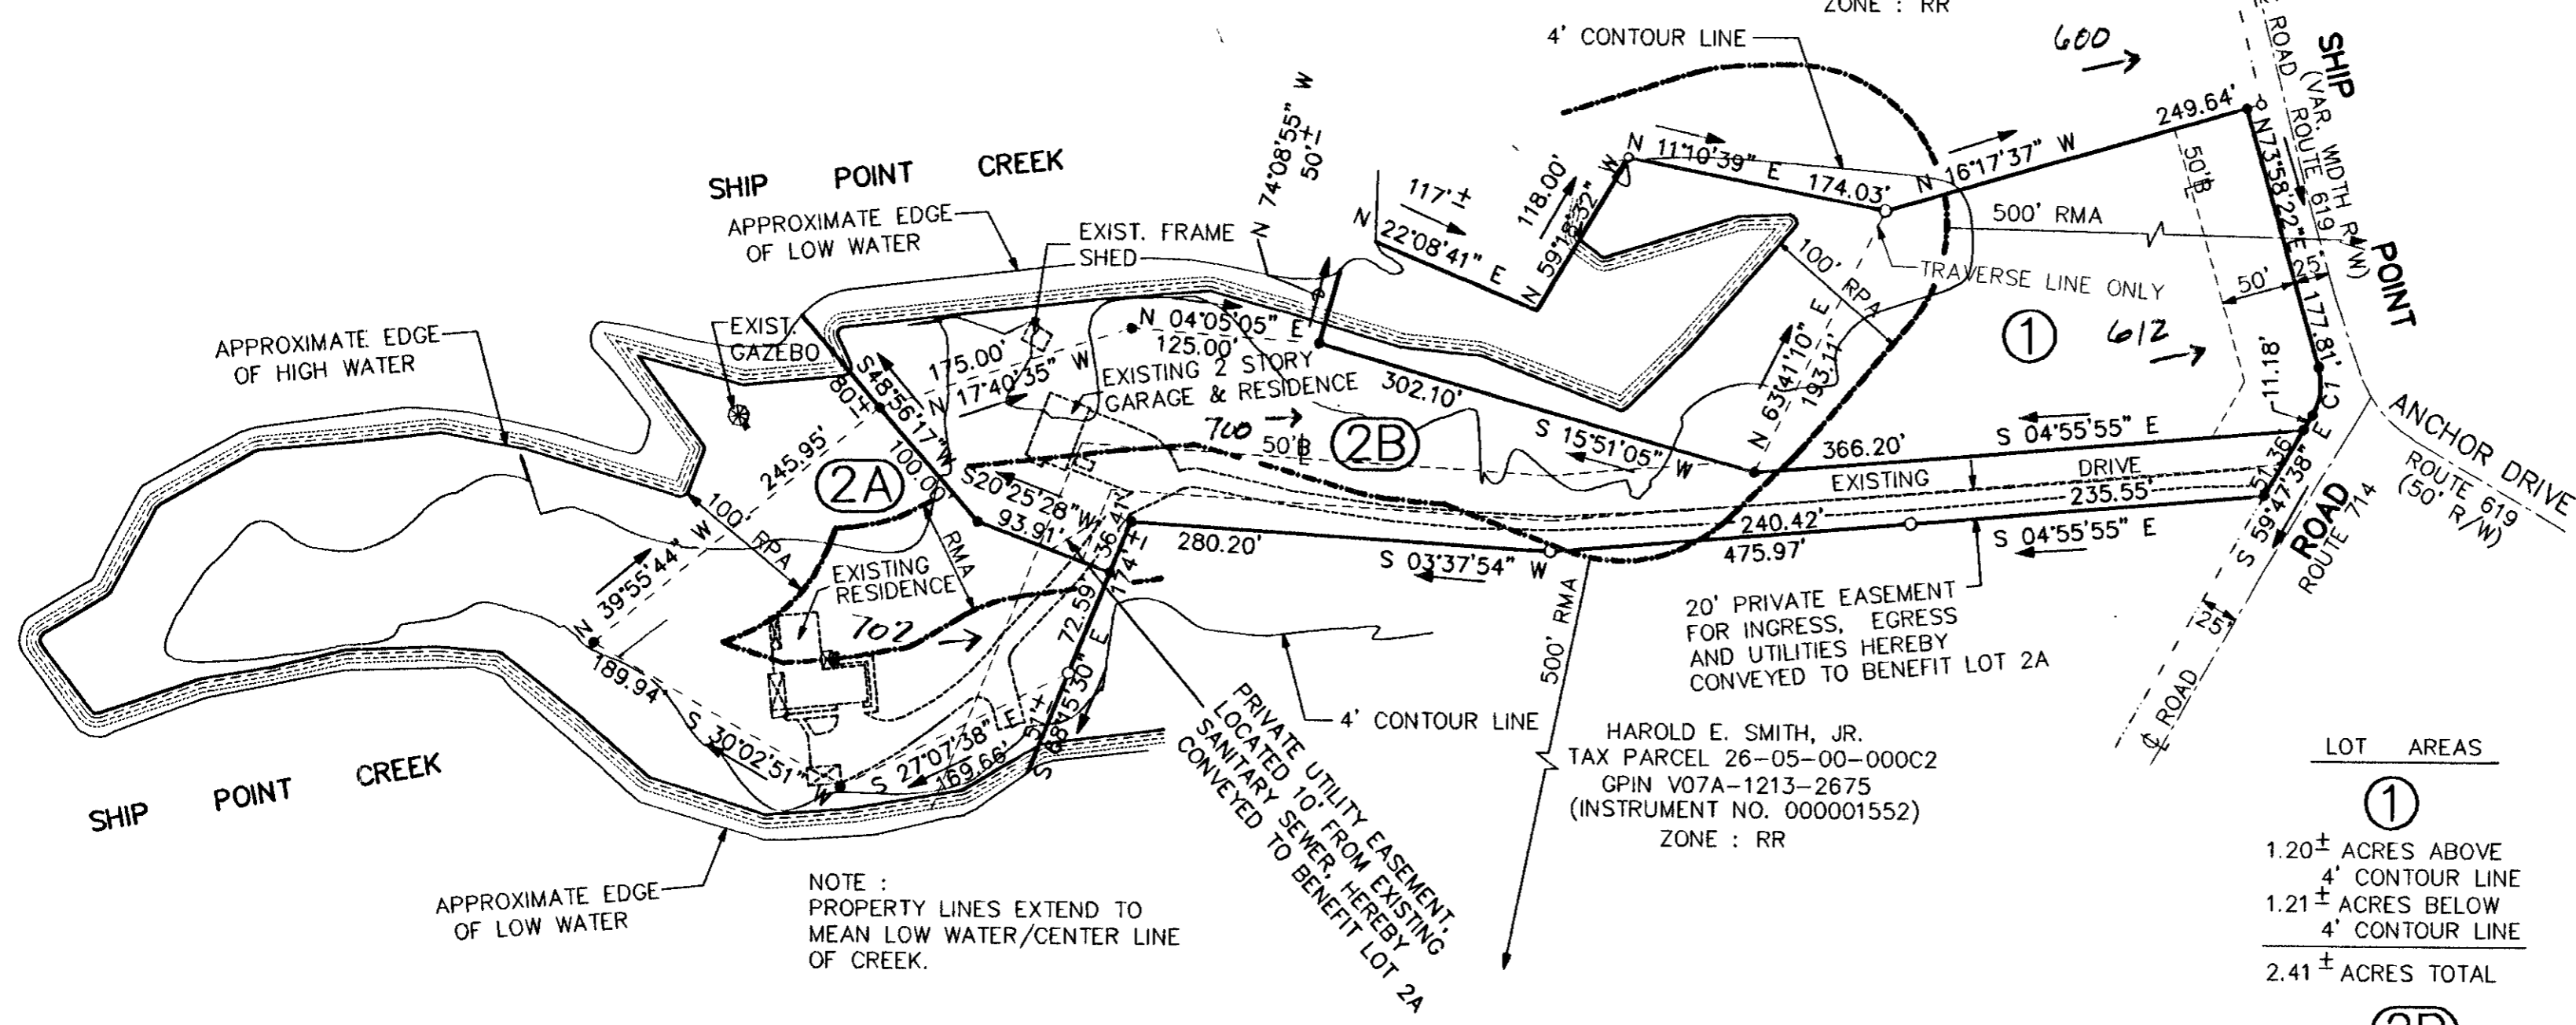 ZONE : RR
4' CONTOUR LINE
600
ROAD
SHIP
(VAR. WIDTH R/W)
ROUTE 619
POINT
249.64'
N 16°17'37" W
N73°58'22"E
177.81'
50'B
50'
25'
500' RMA
N 11°10'39" E
174.03'
118.00'
N 59°18'32" W
117'±
N 22°08'41" E
N 74°08'55" W
50'±
SHIP POINT CREEK
APPROXIMATE EDGE
OF LOW WATER
EXIST. FRAME
SHED
EXIST.
GAZEBO
APPROXIMATE EDGE
OF HIGH WATER
100' RPA
TRAVERSE LINE ONLY
1
612
11.18'
C1
N 63°41'10" E
193.11'
N 04°05'05" E
125.00'
175.00'
N 17°40'35" W
EXISTING 2 STORY
GARAGE & RESIDENCE
700
50'B
2B
302.10'
S 15°51'05" W
366.20'
S 04°55'55" E
EXISTING DRIVE
235.55'
240.42'
475.97'
S 04°55'55" E
51.36'
S 59°47'38" E
ROAD
ROUTE 714
ANCHOR DRIVE
ROUTE 619
(50' R/W)
25'
℄ ROAD
80'±
S48°56'17"W
100.00'
245.95'
N 39°55'44" W
2A
100' RPA
RMA
S20°25'28"W
93.91'
36.41'
174'±
72.59'
280.20'
S 03°37'54" W
EXISTING
RESIDENCE
702
189.94'
S 30°02'51" W
S 27°07'38" E
169.66'
51'±
S 68°15'30" E
500' RMA
4' CONTOUR LINE
20' PRIVATE EASEMENT
FOR INGRESS, EGRESS
AND UTILITIES HEREBY
CONVEYED TO BENEFIT LOT 2A
PRIVATE UTILITY EASEMENT,
LOCATED 10' FROM EXISTING
SANITARY SEWER, HEREBY
CONVEYED TO BENEFIT LOT 2A
HAROLD E. SMITH, JR.
TAX PARCEL 26-05-00-000C2
GPIN V07A-1213-2675
(INSTRUMENT NO. 000001552)
ZONE : RR
SHIP POINT CREEK
APPROXIMATE EDGE
OF LOW WATER
NOTE :
PROPERTY LINES EXTEND TO
MEAN LOW WATER/CENTER LINE
OF CREEK.
LOT AREAS
1
1.20± ACRES ABOVE
4' CONTOUR LINE
1.21± ACRES BELOW
4' CONTOUR LINE
2.41± ACRES TOTAL